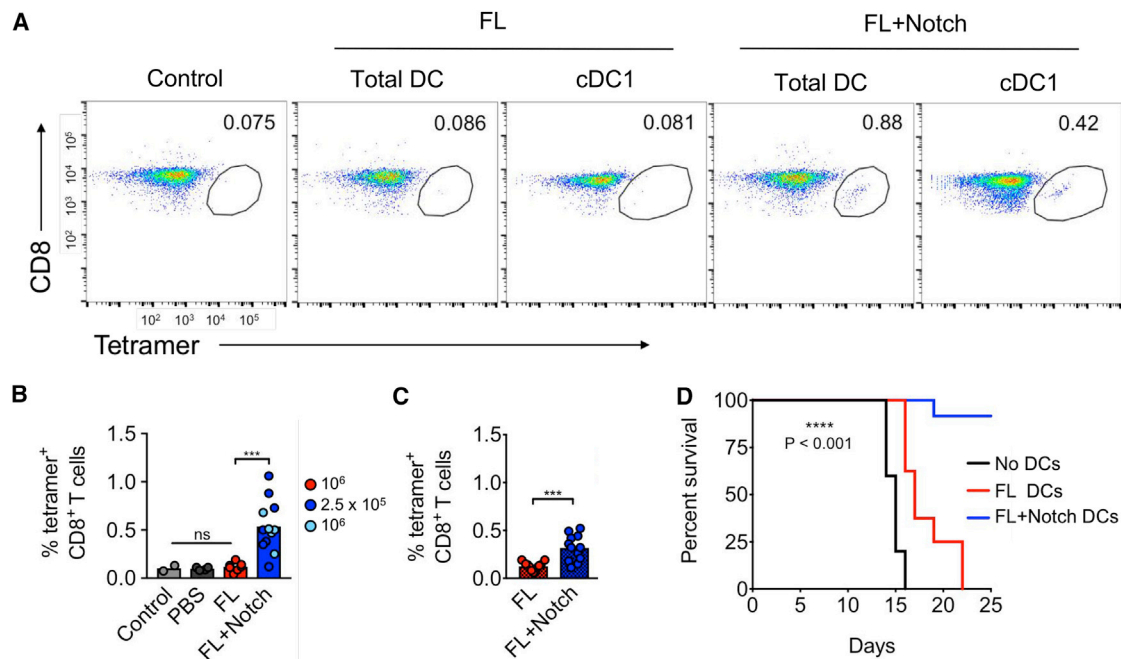 A
FL
FL+Notch
Control
Total DC
cDC1
Total DC
cDC1
0.075
0.086
0.081
0.88
0.42
CD8
10⁵
10⁴
10³
10²
10² 10³ 10⁴ 10⁵
Tetramer
B
% tetramer⁺
CD8⁺ T cells
1.5
1.0
0.5
0.0
ns
***
Control
PBS
FL
FL+Notch
10⁶
2.5 x 10⁵
10⁶
C
% tetramer⁺
CD8⁺ T cells
1.5
1.0
0.5
0.0
***
FL
FL+Notch
D
Percent survival
100
75
50
25
0
0 5 10 15 20 25
Days
****
P < 0.001
No DCs
FL DCs
FL+Notch DCs